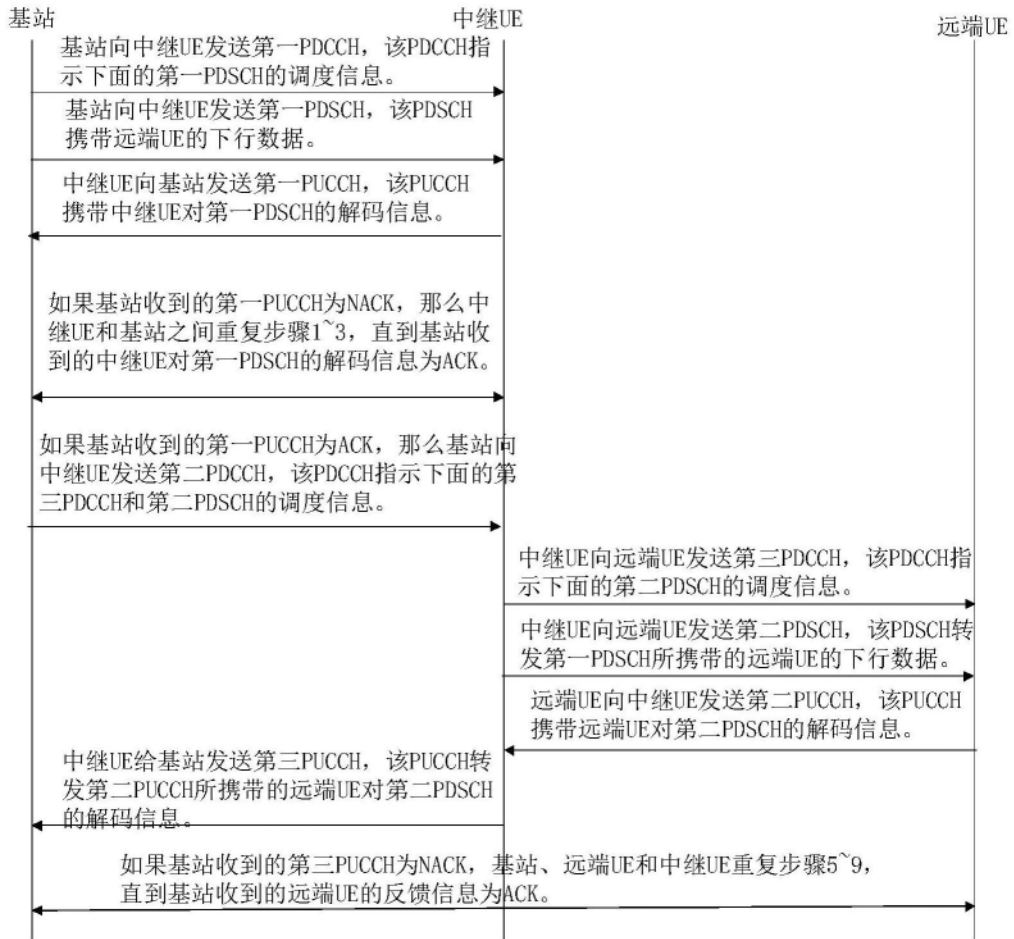 基站
中继UE
远端UE
基站向中继UE发送第一PDCCH，该PDCCH指
示下面的第一PDSCH的调度信息。
基站向中继UE发送第一PDSCH，该PDSCH
携带远端UE的下行数据。
中继UE向基站发送第一PUCCH，该PUCCH
携带中继UE对第一PDSCH的解码信息。
如果基站收到的第一PUCCH为NACK，那么中
继UE和基站之间重复步骤1~3，直到基站收
到的中继UE对第一PDSCH的解码信息为ACK。
如果基站收到的第一PUCCH为ACK，那么基站向
中继UE发送第二PDCCH，该PDCCH指示下面的第
三PDCCH和第二PDSCH的调度信息。
中继UE向远端UE发送第三PDCCH，该PDCCH指
示下面的第二PDSCH的调度信息。
中继UE向远端UE发送第二PDSCH，该PDSCH转
发第一PDSCH所携带的远端UE的下行数据。
远端UE向中继UE发送第二PUCCH，该PUCCH
携带远端UE对第二PDSCH的解码信息。
中继UE给基站发送第三PUCCH，该PUCCH转
发第二PUCCH所携带的远端UE对第二PDSCH
的解码信息。
如果基站收到的第三PUCCH为NACK，基站、远端UE和中继UE重复步骤5~9，
直到基站收到的远端UE的反馈信息为ACK。